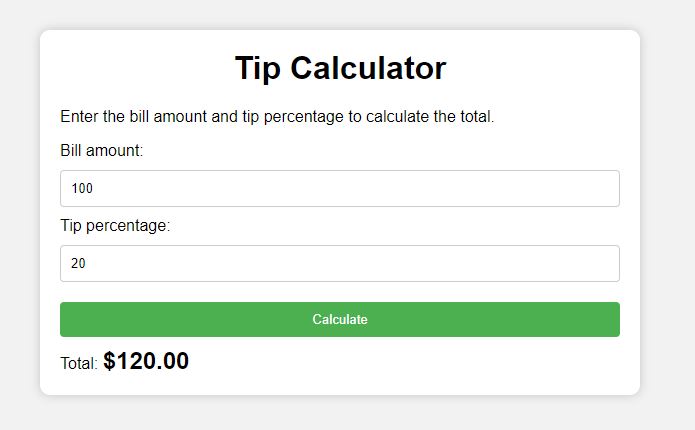 Tip Calculator
Enter the bill amount and tip percentage to calculate the total.
Bill amount:
100
Tip percentage:
20
Calculate
Total: $120.00